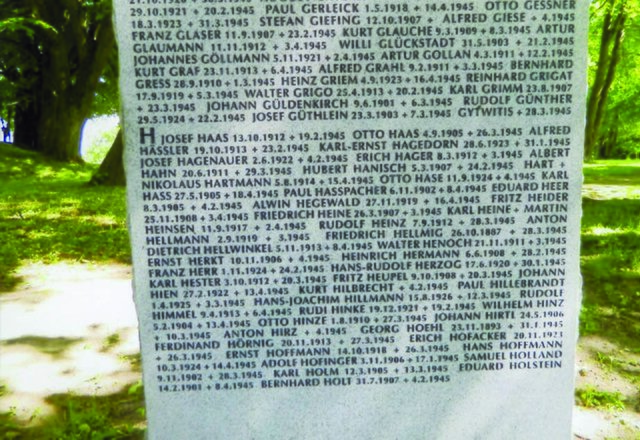 29.10.1921 + 20.2.1945 PAUL GERLEICK 1.5.1918 + 14.4.1945 OTTO GESSNER
18.3.1923 + 31.3.1945 STEFAN GIEFING 12.10.1907 + ALFRED GIESE + 4.1945
FRANZ GLASER 11.9.1907 + 23.2.1945 KURT GLAUCHE 9.3.1909 + 8.3.1945 ARTUR
GLAUMANN 11.11.1912 + 3.4.1945 WILLI GLÜCKSTADT 31.5.1903 + 21.2.1945
JOHANNES GÖLLMANN 5.11.1921 + 2.4.1945 ARTUR GOLLAN 4.3.1911 + 12.2.1945
KURT GRAF 23.11.1913 + 6.4.1945 ALFRED GRAHL 9.2.1911 + 3.3.1945 BERNHARD
GRESS 28.9.1910 + 1.3.1945 HEINZ GRIEM 4.9.1923 + 16.4.1945 REINHARD GRIGAT
17.9.1919 + 5.3.1945 WALTER GRIGO 25.4.1913 + 20.2.1945 KARL GRIMM 23.8.1907
+ 23.3.1945 JOHANN GÜLDENKIRCH 9.6.1901 + 6.3.1945 RUDOLF GÜNTHER
29.5.1924 + 22.2.1945 JOSEF GÜTHLEIN 23.3.1903 + 7.3.1945 GYTWITIS + 28.3.1945
H JOSEF HAAS 13.10.1912 + 19.2.1945 OTTO HAAS 4.9.1905 + 26.3.1945 ALFRED
HÄSSLER 19.10.1913 + 23.2.1945 KARL-ERNST HAGEDORN 28.6.1923 + 31.1.1945
JOSEF HAGENAUER 2.6.1922 + 4.2.1945 ERICH HAGER 8.3.1912 + 3.1945 ALBERT
HAHN 20.6.1911 + 29.3.1945 HUBERT HANISCH 5.3.1907 + 24.2.1945 HART +
NIKOLAUS HARTMANN 5.8.1914 + 15.4.1945 OTTO HASE 11.9.1924 + 4.1945 KARL
HASS 27.5.1905 + 18.4.1945 PAUL HASSPACHER 6.11.1902 + 8.4.1945 EDUARD HEER
8.3.1905 + 4.2.1945 ALWIN HEGEWALD 27.11.1919 + 16.4.1945 FRITZ HEIDER
25.11.1908 + 3.4.1945 FRIEDRICH HEINE 26.3.1907 + 3.1945 KARL HEINE + MARTIN
HEINSEN 11.9.1917 + 2.4.1945 RUDOLF HEINZ 7.9.1912 + 28.3.1945 ANTON
HELLMANN 2.9.1919 + 3.1945 FRIEDRICH HELLMIG 26.10.1887 + 28.3.1945
DIETRICH HELLWINKEL 5.11.1913 + 8.4.1945 WALTER HENOCH 21.11.1911 + 3.1945
ERNST HERKT 10.11.1906 + 4.1945 HEINRICH HERMANN 6.6.1908 + 28.2.1945
FRANZ HERR 1.11.1924 + 24.2.1945 HANS-RUDOLF HERZOG 17.6.1920 + 30.1.1945
KARL HESTER 3.10.1912 + 20.3.1945 FRITZ HEUPEL 9.10.1908 + 20.3.1945 JOHANN
HIEN 27.2.1922 + 13.4.1945 KURT HILBRECHT + 4.2.1945 PAUL HILLEBRANDT
1.4.1925 + 3.3.1945 HANS-JOACHIM HILLMANN 15.8.1926 + 12.3.1945 RUDOLF
HIMMEL 9.4.1913 + 6.4.1945 RUDI HINKE 19.12.1921 + 19.2.1945 WILHELM HINZ
5.2.1904 + 13.4.1945 OTTO HINZE 1.8.1910 + 27.3.1945 JOHANN HIRTL 24.5.1906
+ 10.3.1945 ANTON HIRZ + 4.1945 GEORG HOEHL 23.11.1893 + 31.1.1945
FERDINAND HÖRNIG 20.11.1913 + 27.3.1945 ERICH HOFACKER 20.11.1921
+ 26.3.1945 ERNST HOFFMANN 14.10.1918 + 26.3.1945 HANS HOFFMANN
10.3.1924 + 14.4.1945 ADOLF HOFINGER 3.11.1906 + 17.1.1945 SAMUEL HOLLAND
9.11.1902 + 28.3.1945 KARL HOLM 12.3.1905 + 13.3.1945 EDUARD HOLSTEIN
14.2.1901 + 8.4.1945 BERNHARD HOLT 31.7.1907 + 4.2.1945